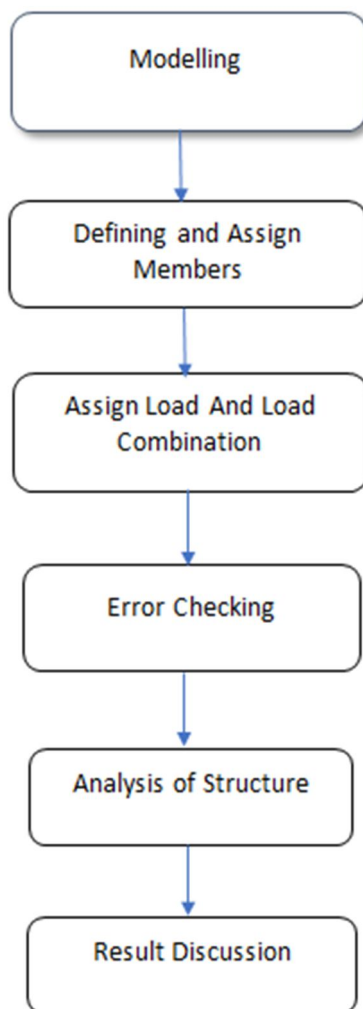 Modelling
Defining and Assign
Members
Assign Load And Load
Combination
Error Checking
Analysis of Structure
Result Discussion